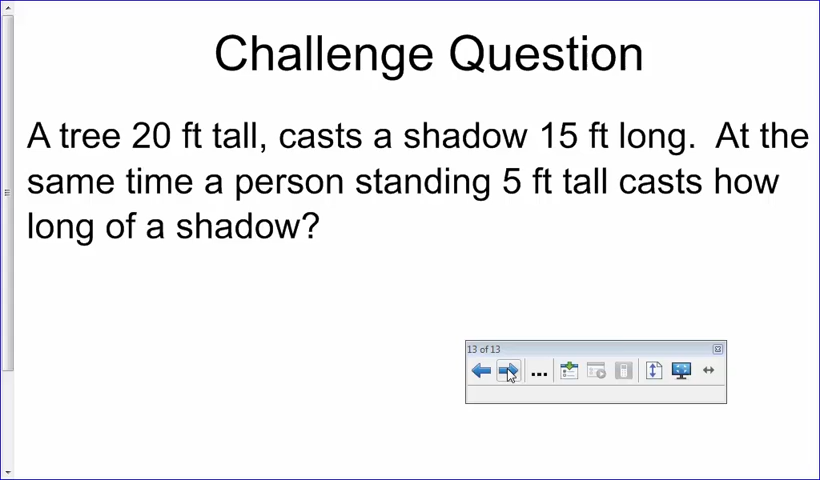 Challenge Question
A tree 20 ft tall, casts a shadow 15 ft long.  At the
same time a person standing 5 ft tall casts how
long of a shadow?
13 of 13
...